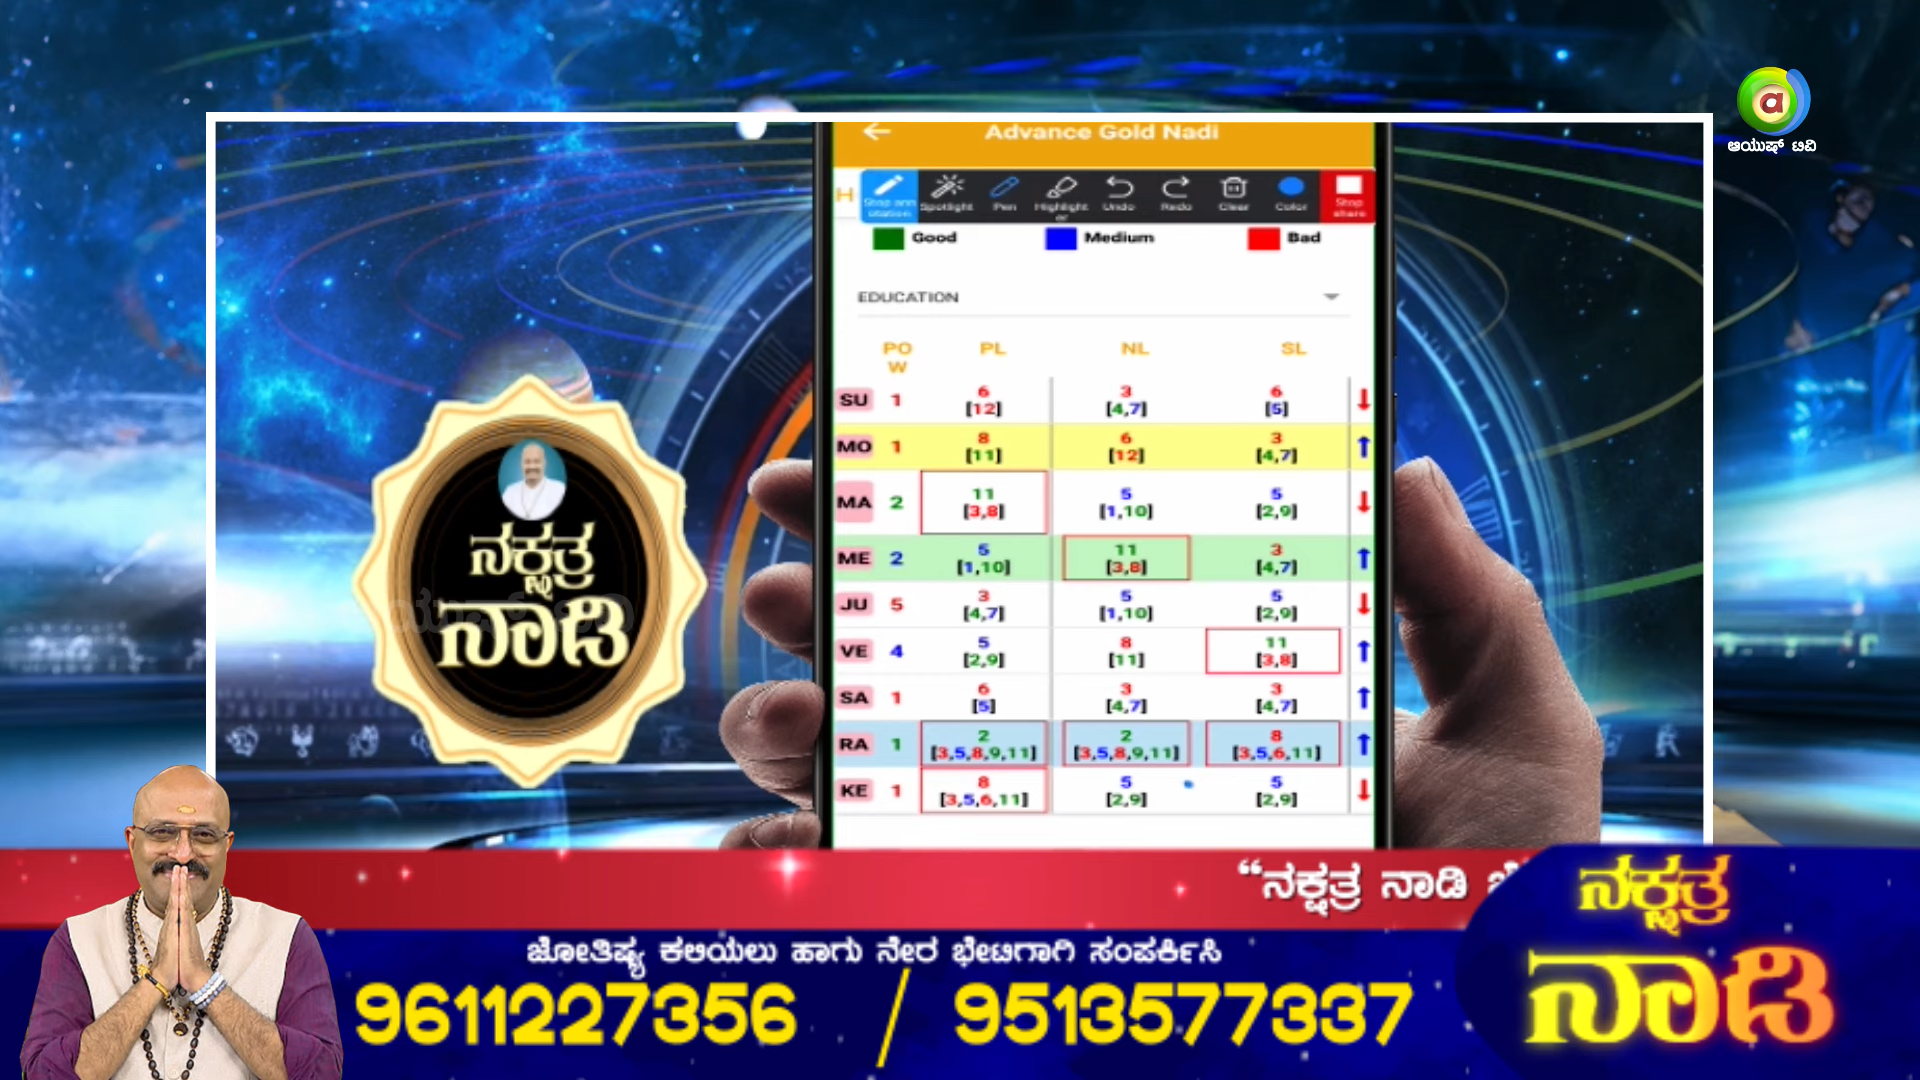 ಆಯುಷ್ ಟಿವಿ
Advance Gold Nadi
H
Stop annotation Spotlight Pen Highlighter Undo Redo Clear Color Stop share
Good Medium Bad
EDUCATION
POW PL NL SL
SU 1 6 [12] 3 [4,7] 6 [5] ↓
MO 1 8 [11] 6 [12] 3 [4,7] ↑
MA 2 11 [3,8] 5 [1,10] 5 [2,9] ↓
ME 2 5 [1,10] 11 [3,8] 3 [4,7] ↑
JU 5 3 [4,7] 5 [1,10] 5 [2,9] ↓
VE 4 5 [2,9] 8 [11] 11 [3,8] ↑
SA 1 6 [5] 3 [4,7] 3 [4,7] ↑
RA 1 2 [3,5,8,9,11] 2 [3,5,8,9,11] 8 [3,5,6,11] ↑
KE 1 8 [3,5,6,11] 5 [2,9] 5 [2,9] ↓
ನಕ್ಷತ್ರ
ನಾಡಿ
“ನಕ್ಷತ್ರ ನಾಡಿ
ಜೋತಿಷ್ಯ ಕಲಿಯಲು ಹಾಗು ನೇರ ಭೇಟಿಗಾಗಿ ಸಂಪರ್ಕಿಸಿ
9611227356 / 9513577337
ನಕ್ಷತ್ರ
ನಾಡಿ